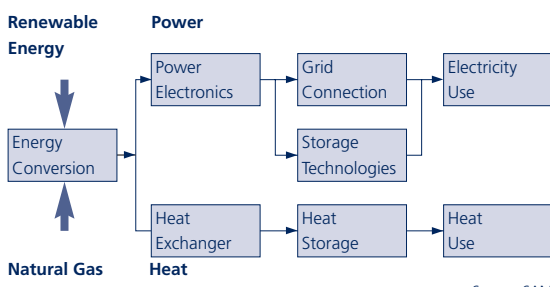 Renewable
Energy
Power
Power
Electronics
Grid
Connection
Electricity
Use
Energy
Conversion
Storage
Technologies
Heat
Exchanger
Heat
Storage
Heat
Use
Natural Gas
Heat